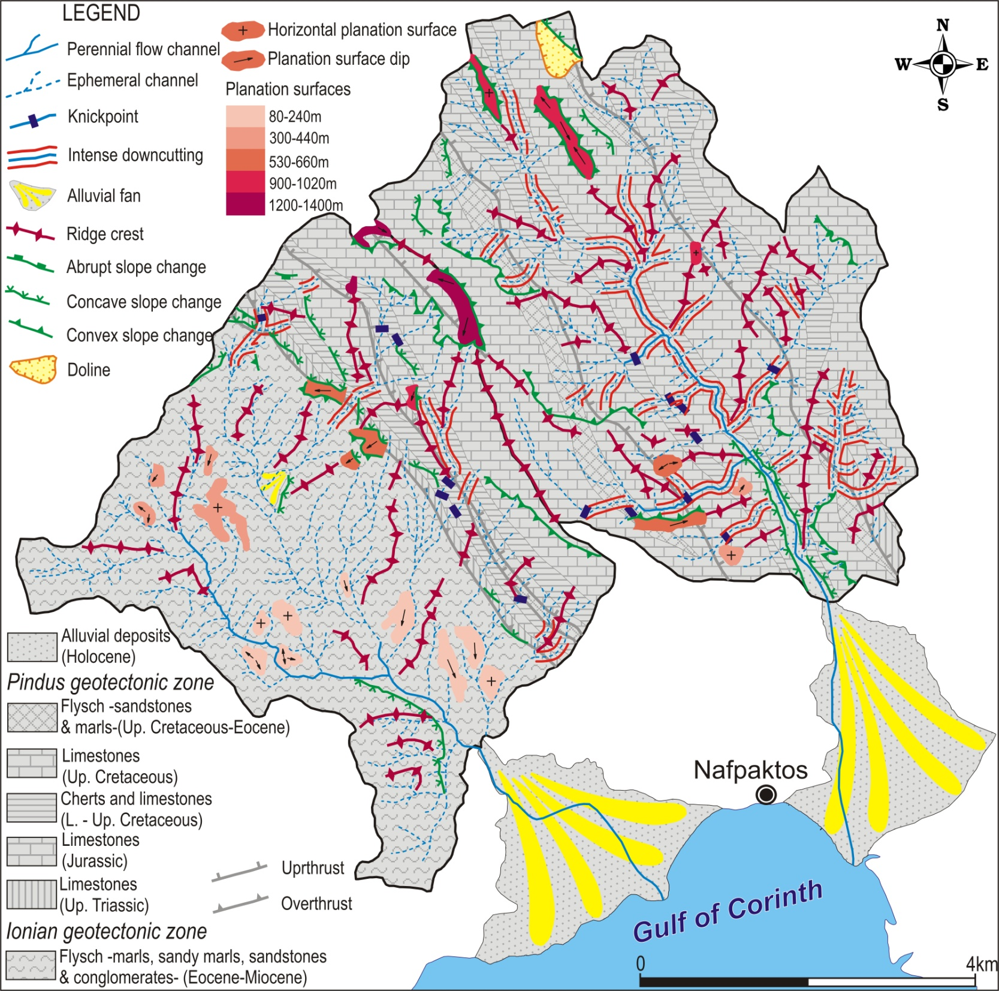 LEGEND
Perennial flow channel
Ephemeral channel
Knickpoint
Intense downcutting
Alluvial fan
Ridge crest
Abrupt slope change
Concave slope change
Convex slope change
Doline
Horizontal planation surface
Planation surface dip
Planation surfaces
80-240m
300-440m
530-660m
900-1020m
1200-1400m
N
W
E
S
Alluvial deposits
(Holocene)
Pindus geotectonic zone
Flysch -sandstones
& marls-(Up. Cretaceous-Eocene)
Limestones
(Up. Cretaceous)
Cherts and limestones
(L. - Up. Cretaceous)
Limestones
(Jurassic)
Limestones
(Up. Triassic)
Ionian geotectonic zone
Flysch -marls, sandy marls, sandstones
& conglomerates- (Eocene-Miocene)
Uprthrust
Overthrust
Nafpaktos
Gulf of Corinth
0
4km